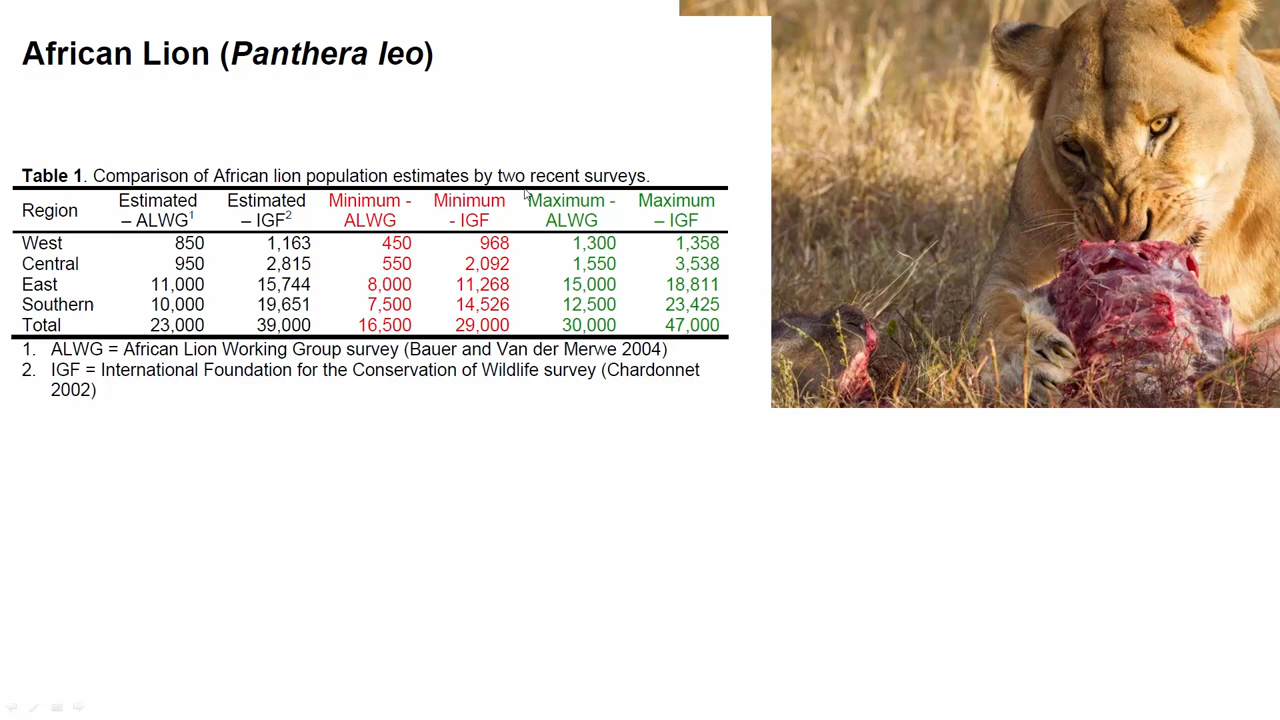 African Lion (Panthera leo)
Table 1. Comparison of African lion population estimates by two recent surveys.
Region Estimated – ALWG1 Estimated – IGF2 Minimum - ALWG Minimum - IGF Maximum - ALWG Maximum – IGF
West 850 1,163 450 968 1,300 1,358
Central 950 2,815 550 2,092 1,550 3,538
East 11,000 15,744 8,000 11,268 15,000 18,811
Southern 10,000 19,651 7,500 14,526 12,500 23,425
Total 23,000 39,000 16,500 29,000 30,000 47,000
1. ALWG = African Lion Working Group survey (Bauer and Van der Merwe 2004)
2. IGF = International Foundation for the Conservation of Wildlife survey (Chardonnet
2002)